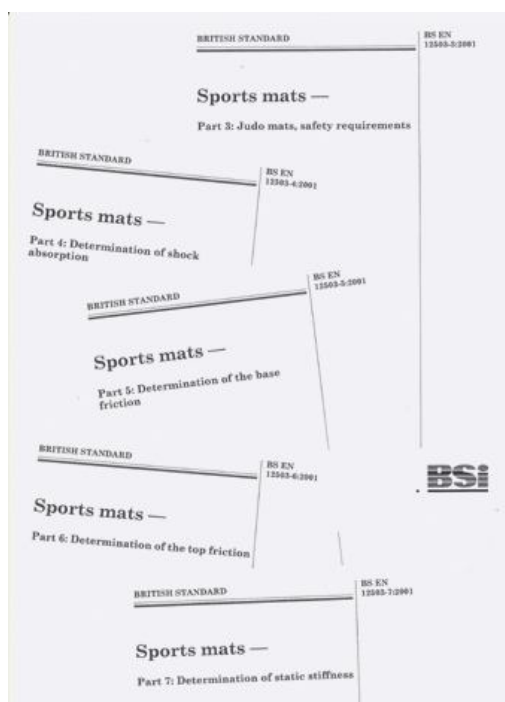 BRITISH STANDARD
BS EN
12503-3:2001
Sports mats —
Part 3: Judo mats, safety requirements
BRITISH STANDARD
BS EN
12503-4:2001
Sports mats —
Part 4: Determination of shock
absorption
BRITISH STANDARD
BS EN
12503-5:2001
Sports mats —
Part 5: Determination of the base
friction
BRITISH STANDARD
BS EN
12503-6:2001
BSi
Sports mats —
Part 6: Determination of the top friction
BRITISH STANDARD
BS EN
12503-7:2001
Sports mats —
Part 7: Determination of static stiffness